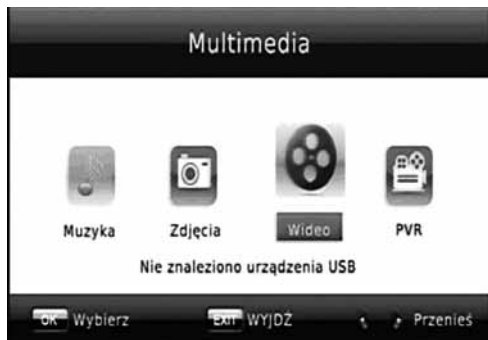 Multimedia
Muzyka Zdjęcia Wideo PVR
Nie znaleziono urządzenia USB
OK Wybierz EXIT WYJDŹ Przenieś